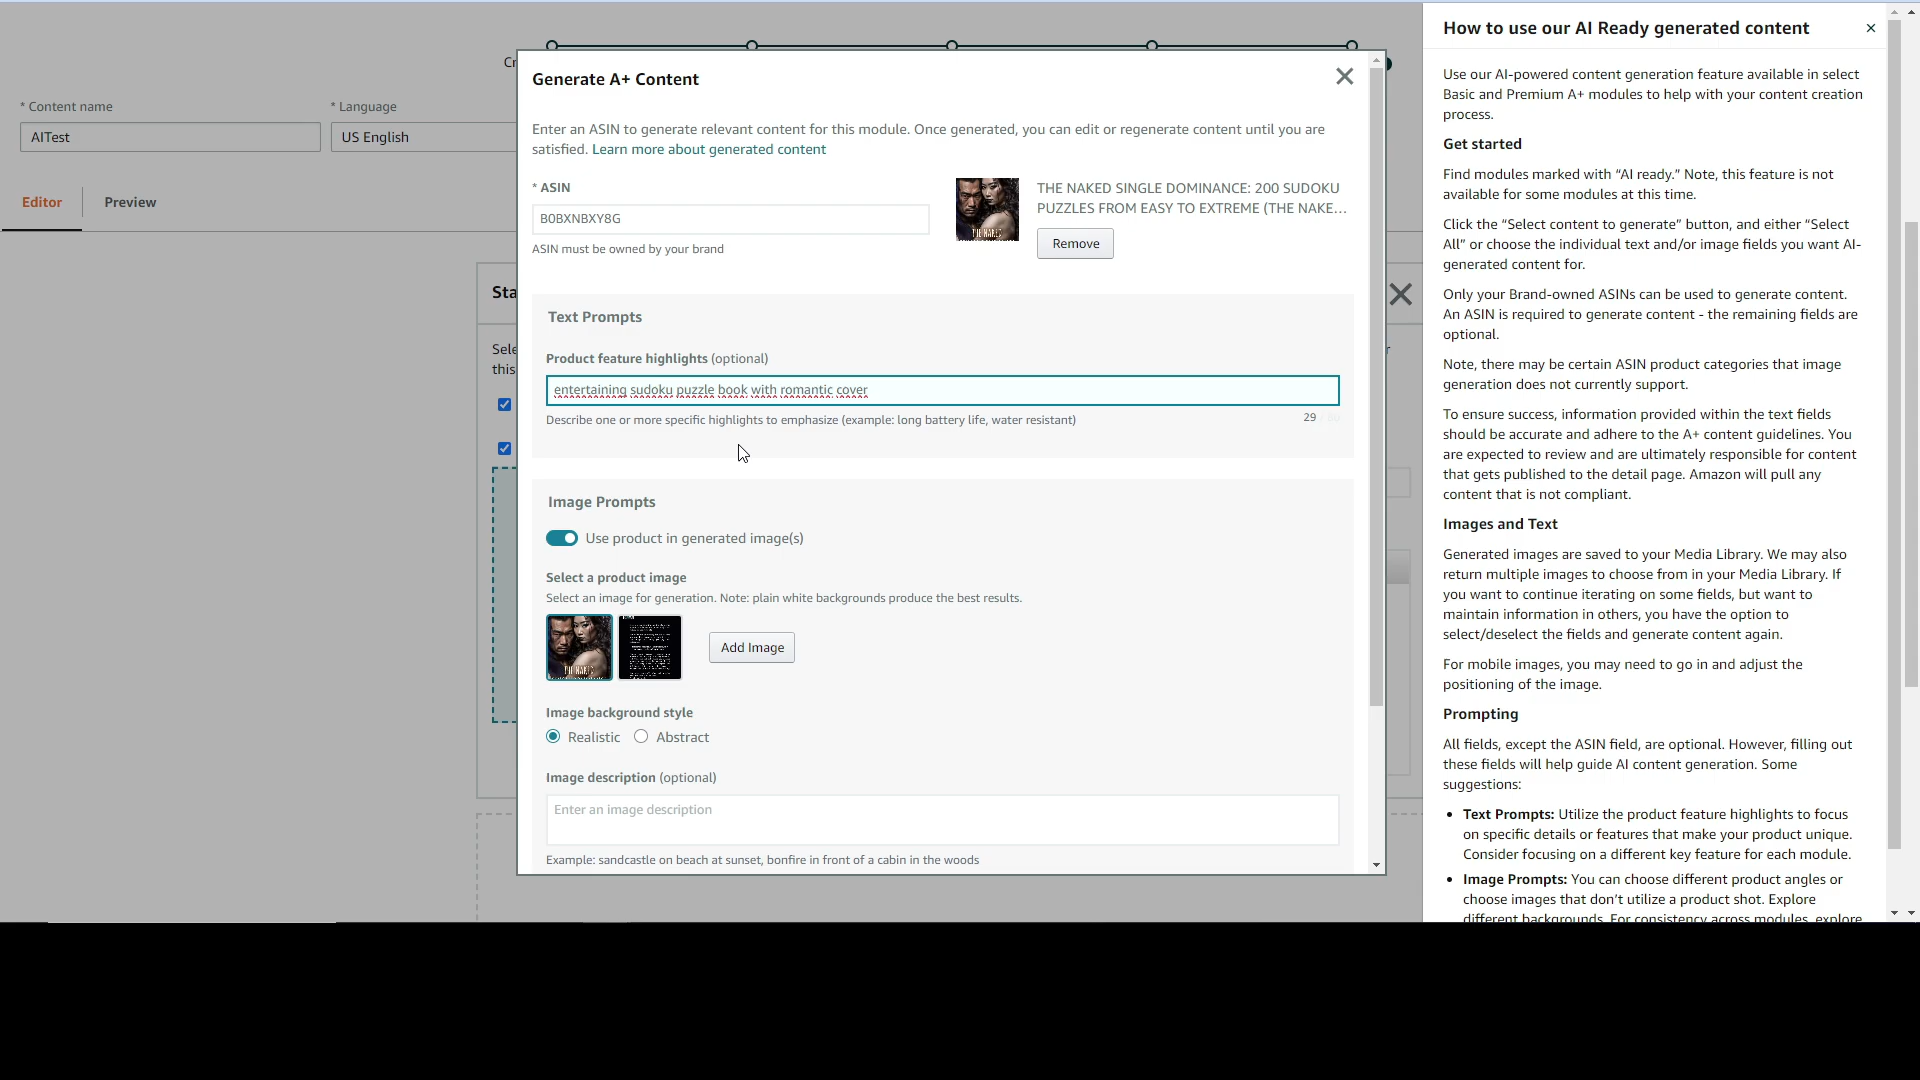 How to use our AI Ready generated content
Cr
Generate A+ Content
* Content name
* Language
AITest
US English
Enter an ASIN to generate relevant content for this module. Once generated, you can edit or regenerate content until you are
satisfied. Learn more about generated content
Editor
Preview
* ASIN
B0BXNBXY8G
ASIN must be owned by your brand
THE NAKED
THE NAKED SINGLE DOMINANCE: 200 SUDOKU
PUZZLES FROM EASY TO EXTREME (THE NAKE...
Remove
Sta
Text Prompts
Product feature highlights (optional)
entertaining sudoku puzzle book with romantic cover
Describe one or more specific highlights to emphasize (example: long battery life, water resistant)
29
Sele
this
Image Prompts
Use product in generated image(s)
Select a product image
Select an image for generation. Note: plain white backgrounds produce the best results.
THE NAKED
Add Image
Image background style
Realistic
Abstract
Image description (optional)
Enter an image description
Example: sandcastle on beach at sunset, bonfire in front of a cabin in the woods
Use our AI-powered content generation feature available in select
Basic and Premium A+ modules to help with your content creation
process.
Get started
Find modules marked with “AI ready.” Note, this feature is not
available for some modules at this time.
Click the “Select content to generate” button, and either “Select
All” or choose the individual text and/or image fields you want AI-
generated content for.
Only your Brand-owned ASINs can be used to generate content.
An ASIN is required to generate content - the remaining fields are
optional.
Note, there may be certain ASIN product categories that image
generation does not currently support.
To ensure success, information provided within the text fields
should be accurate and adhere to the A+ content guidelines. You
are expected to review and are ultimately responsible for content
that gets published to the detail page. Amazon will pull any
content that is not compliant.
Images and Text
Generated images are saved to your Media Library. We may also
return multiple images to choose from in your Media Library. If
you want to continue iterating on some fields, but want to
maintain information in others, you have the option to
select/deselect the fields and generate content again.
For mobile images, you may need to go in and adjust the
positioning of the image.
Prompting
All fields, except the ASIN field, are optional. However, filling out
these fields will help guide AI content generation. Some
suggestions:
• Text Prompts: Utilize the product feature highlights to focus
on specific details or features that make your product unique.
Consider focusing on a different key feature for each module.
• Image Prompts: You can choose different product angles or
choose images that don't utilize a product shot. Explore
different backgrounds. For consistency across modules, explore